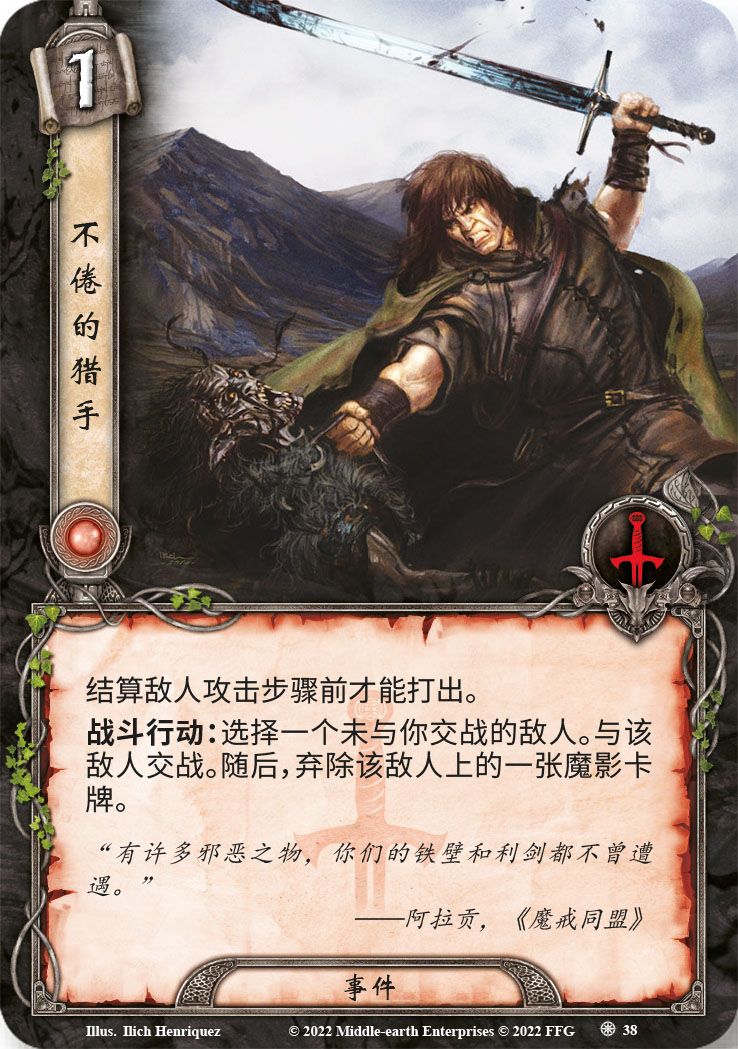 1
不倦的猎手
结算敌人攻击步骤前才能打出。
战斗行动：选择一个未与你交战的敌人。与该
敌人交战。随后，弃除该敌人上的一张魔影卡
牌。
“有许多邪恶之物，你们的铁壁和利剑都不曾遭
遇。”
——阿拉贡，《魔戒同盟》
事件
Illus. Ilich Henriquez © 2022 Middle-earth Enterprises © 2022 FFG 38